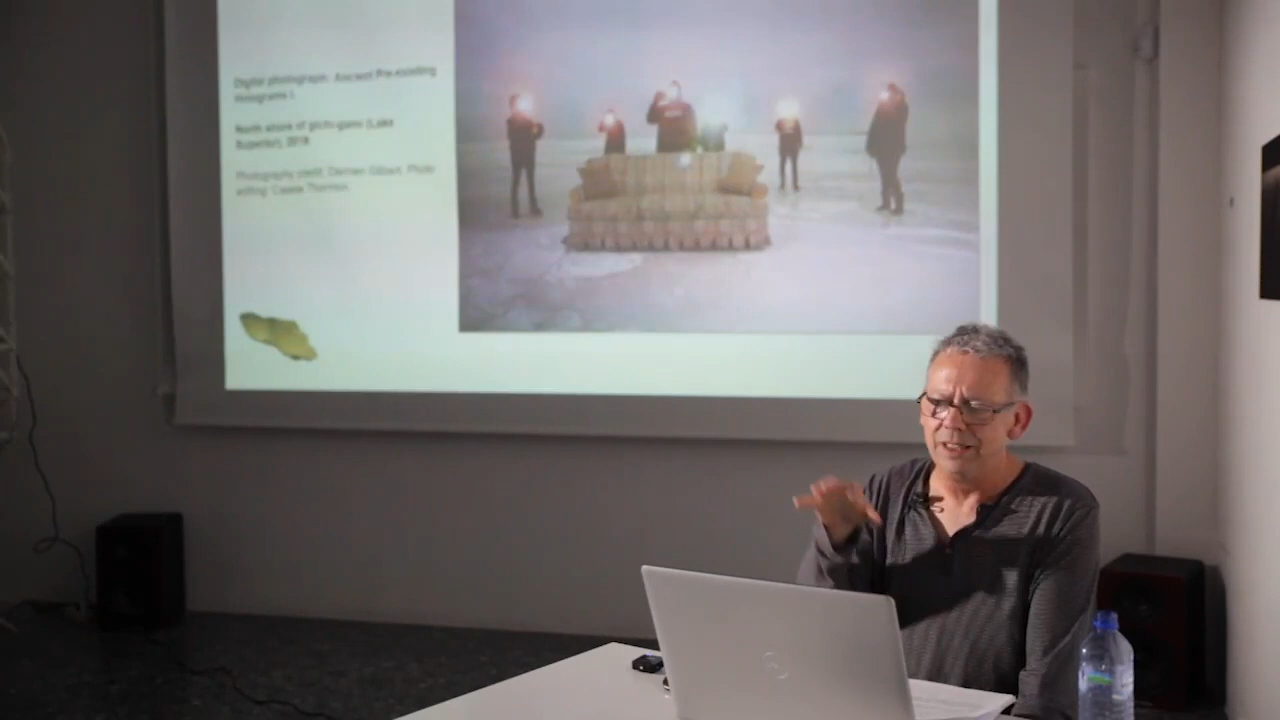 Digital photograph: Ancient Pre-existing
Holograms I.
North shore of gitchi-gami (Lake
Superior), 2018
Photography credit: Damien Gilbert. Photo
editing: Cassie Thornton.